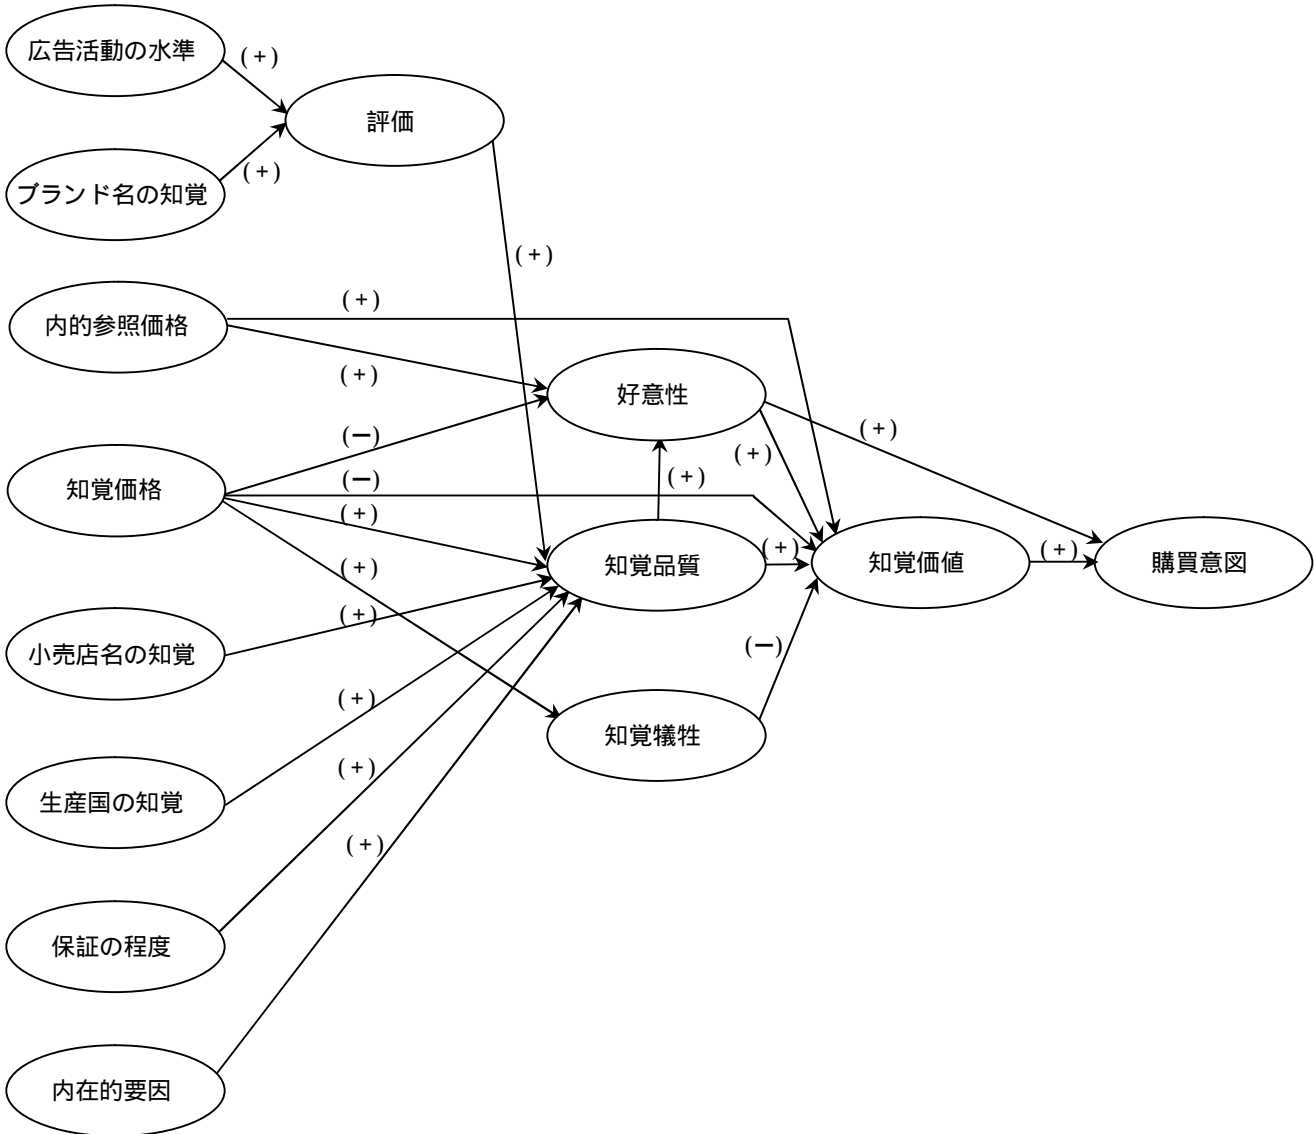 広告活動の水準
(+)
評価
ブランド名の知覚
(+)
(+)
内的参照価格
(+)
(+)
好意性
(+)
(ー)
(+)
知覚価格
(ー)
(+)
(+)
(+)
知覚品質
(+)
知覚価値
(+)
購買意図
(+)
小売店名の知覚
(+)
(ー)
知覚犠牲
(+)
生産国の知覚
(+)
(+)
保証の程度
内在的要因